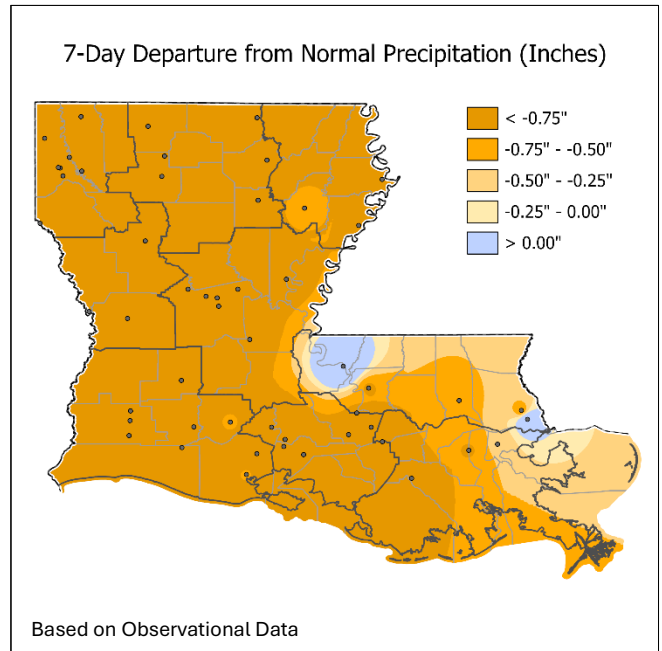 7-Day Departure from Normal Precipitation (Inches)
< -0.75"
-0.75" - -0.50"
-0.50" - -0.25"
-0.25" - 0.00"
> 0.00"
Based on Observational Data